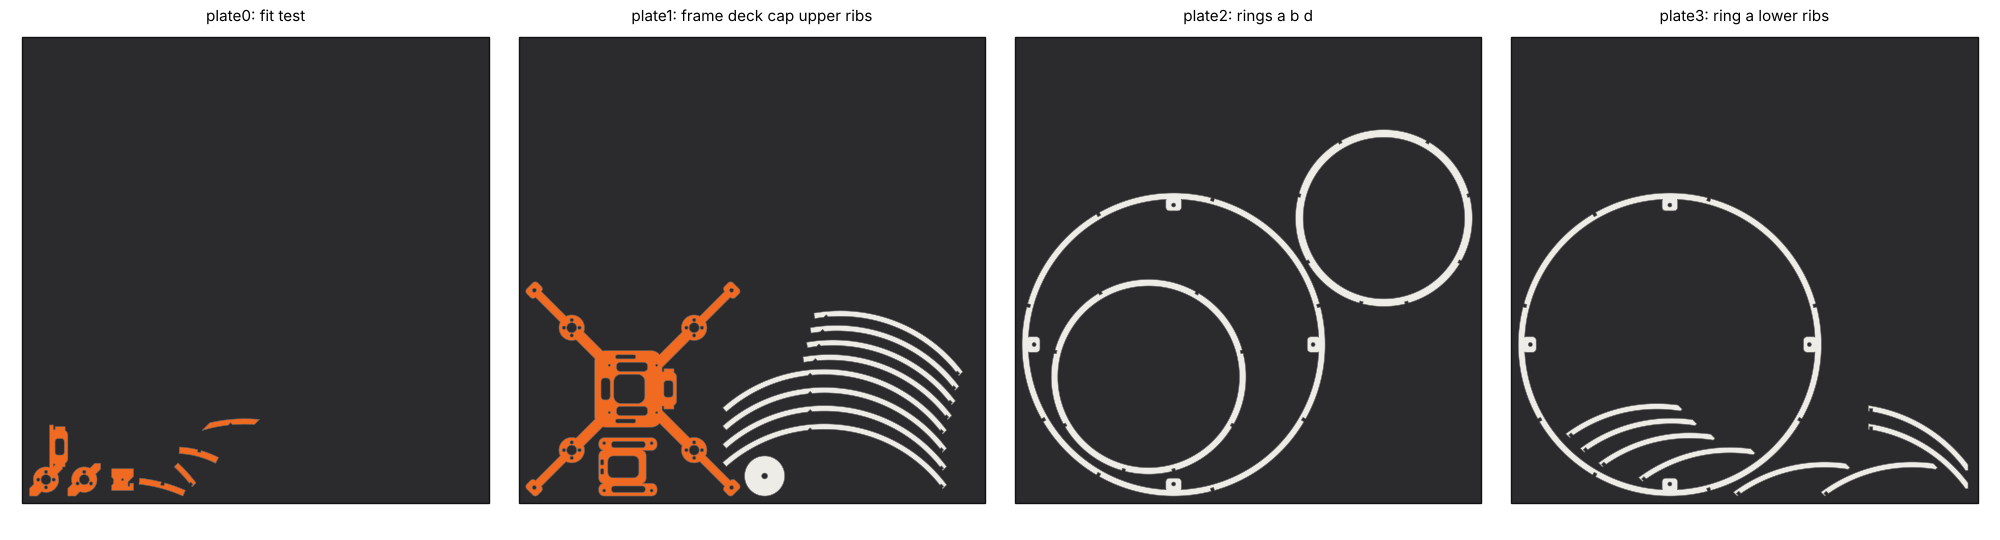 plate0: fit test
plate1: frame deck cap upper ribs
plate2: rings a b d
plate3: ring a lower ribs